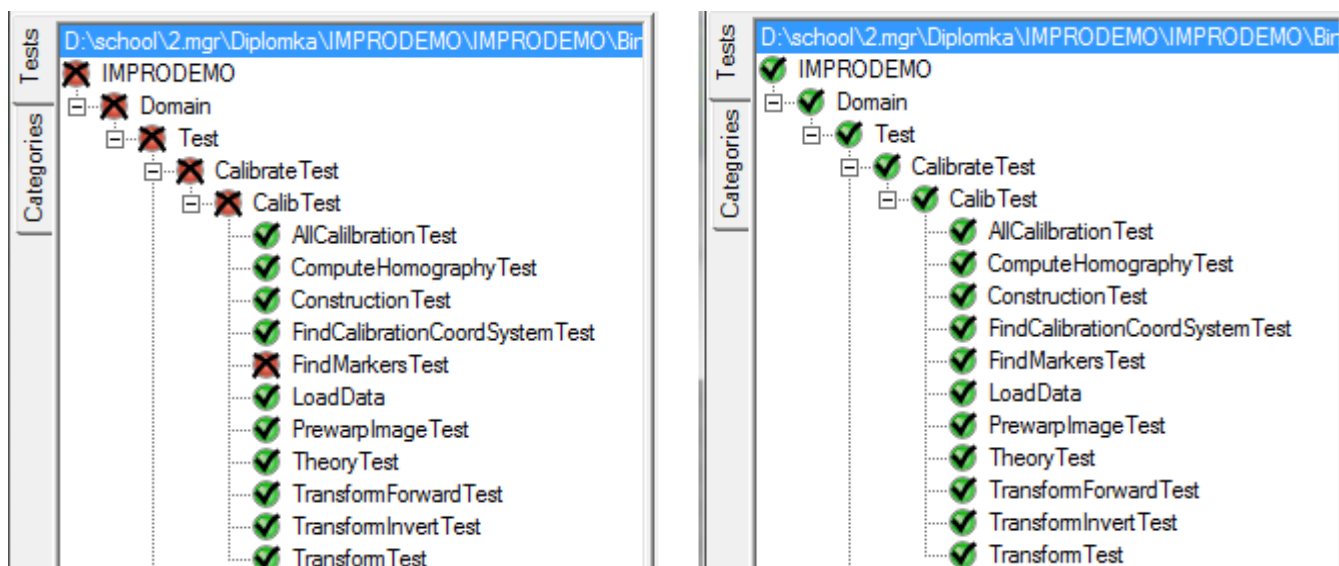 Tests
Categories
D:\school\2.mgr\Diplomka\IMPRODEMO\IMPRODEMO\Bir
IMPRODEMO
Domain
Test
CalibrateTest
CalibTest
AllCalilbrationTest
ComputeHomographyTest
ConstructionTest
FindCalibrationCoordSystemTest
FindMarkersTest
LoadData
PrewarpImageTest
TheoryTest
TransformForwardTest
TransformInvertTest
TransformTest
Tests
Categories
D:\school\2.mgr\Diplomka\IMPRODEMO\IMPRODEMO\Bir
IMPRODEMO
Domain
Test
CalibrateTest
CalibTest
AllCalilbrationTest
ComputeHomographyTest
ConstructionTest
FindCalibrationCoordSystemTest
FindMarkersTest
LoadData
PrewarpImageTest
TheoryTest
TransformForwardTest
TransformInvertTest
TransformTest